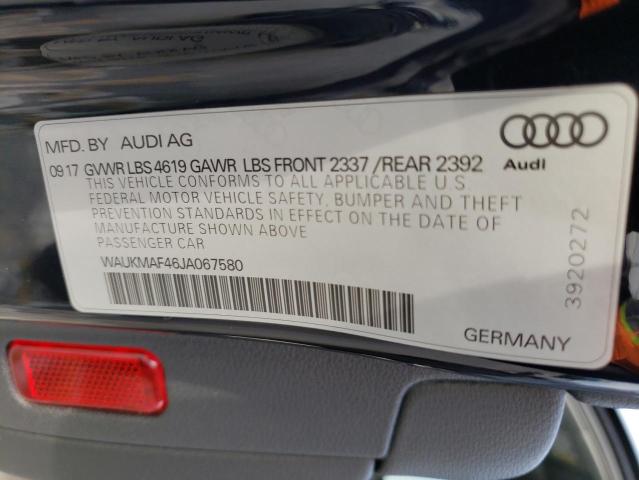 MFD. BY AUDI AG
09 17 GVWR LBS 4619 GAWR LBS FRONT 2337 /REAR 2392
Audi
THIS VEHICLE CONFORMS TO ALL APPLICABLE U.S.
FEDERAL MOTOR VEHICLE SAFETY, BUMPER AND THEFT
PREVENTION STANDARDS IN EFFECT ON THE DATE OF
MANUFACTURE SHOWN ABOVE
PASSENGER CAR
WAUKMAF46JA067580
3920272
GERMANY